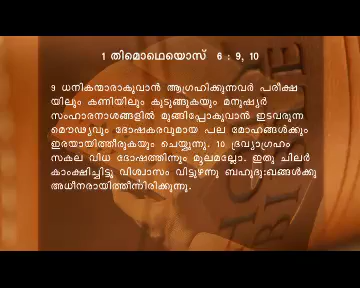 1 തിമൊഥെയൊസ് 6 : 9, 10
9 ധനികന്മാരാകുവാൻ ആഗ്രഹിക്കുന്നവർ പരീക്ഷ
യിലും കണിയിലും കുടുങ്ങുകയും മനുഷ്യർ
സംഹാരനാശങ്ങളിൽ മുങ്ങിപ്പോകുവാൻ ഇടവരുന്ന
മൌഢ്യവും ദോഷകരവുമായ പല മോഹങ്ങൾക്കും
ഇരയായിത്തീരുകയും ചെയ്യുന്നു. 10 ദ്രവ്യാഗ്രഹം
സകല വിധ ദോഷത്തിന്നും മൂലമല്ലോ. ഇതു ചിലർ
കാംക്ഷിച്ചിട്ടു വിശ്വാസം വിട്ടുഴന്നു ബഹുദുഃഖങ്ങൾക്കു
അധീനരായിത്തീർന്നിരിക്കുന്നു.